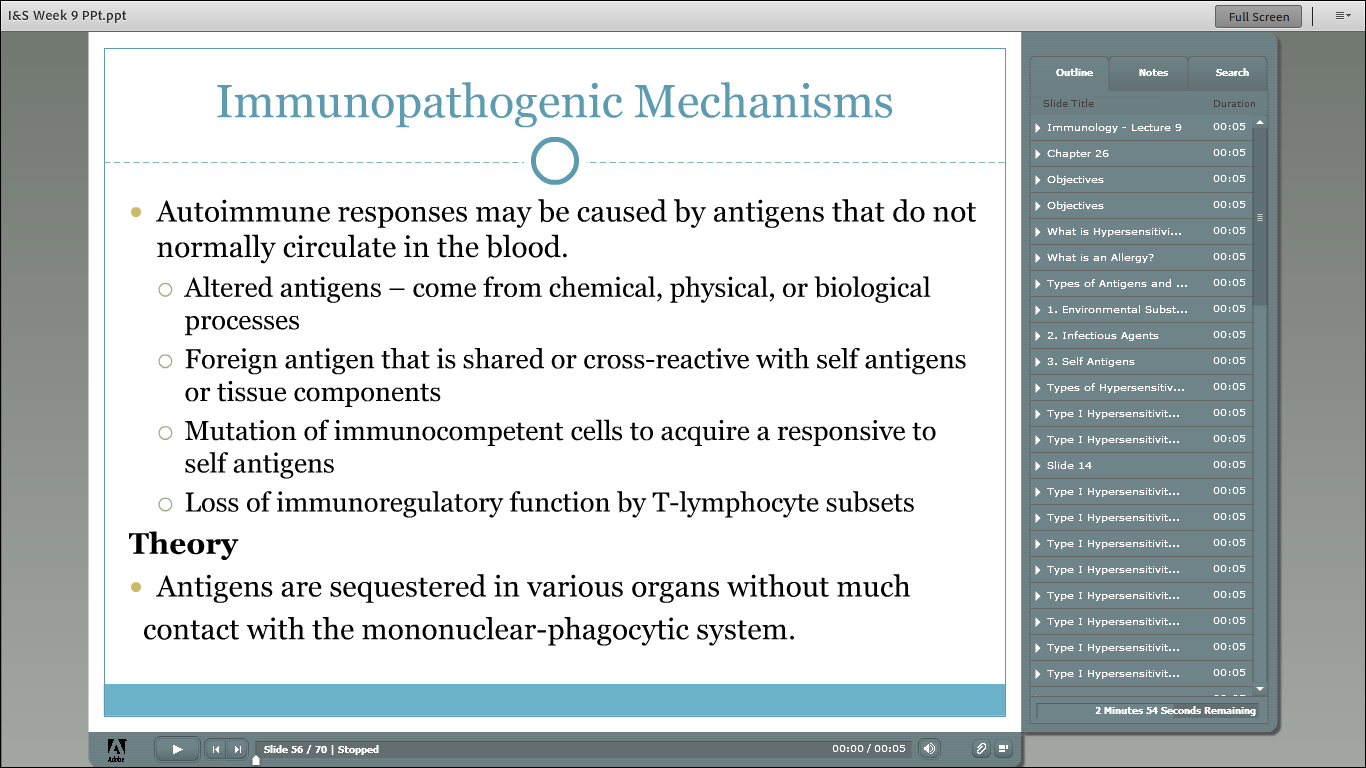 I&S Week 9 PPt.ppt
Full Screen
Immunopathogenic Mechanisms
Autoimmune responses may be caused by antigens that do not
normally circulate in the blood.
Altered antigens – come from chemical, physical, or biological
processes
Foreign antigen that is shared or cross-reactive with self antigens
or tissue components
Mutation of immunocompetent cells to acquire a responsive to
self antigens
Loss of immunoregulatory function by T-lymphocyte subsets
Theory
Antigens are sequestered in various organs without much
contact with the mononuclear-phagocytic system.
Outline Notes Search
Slide Title Duration
Immunology - Lecture 9 00:05
Chapter 26 00:05
Objectives 00:05
Objectives 00:05
What is Hypersensitivi... 00:05
What is an Allergy? 00:05
Types of Antigens and ... 00:05
1. Environmental Subst... 00:05
2. Infectious Agents 00:05
3. Self Antigens 00:05
Types of Hypersensitiv... 00:05
Type I Hypersensitivit... 00:05
Type I Hypersensitivit... 00:05
Slide 14 00:05
Type I Hypersensitivit... 00:05
Type I Hypersensitivit... 00:05
Type I Hypersensitivit... 00:05
Type I Hypersensitivit... 00:05
Type I Hypersensitivit... 00:05
Type I Hypersensitivit... 00:05
Type I Hypersensitivit... 00:05
Type I Hypersensitivit... 00:05
2 Minutes 54 Seconds Remaining
Adobe
Slide 56 / 70 | Stopped 00:00 / 00:05